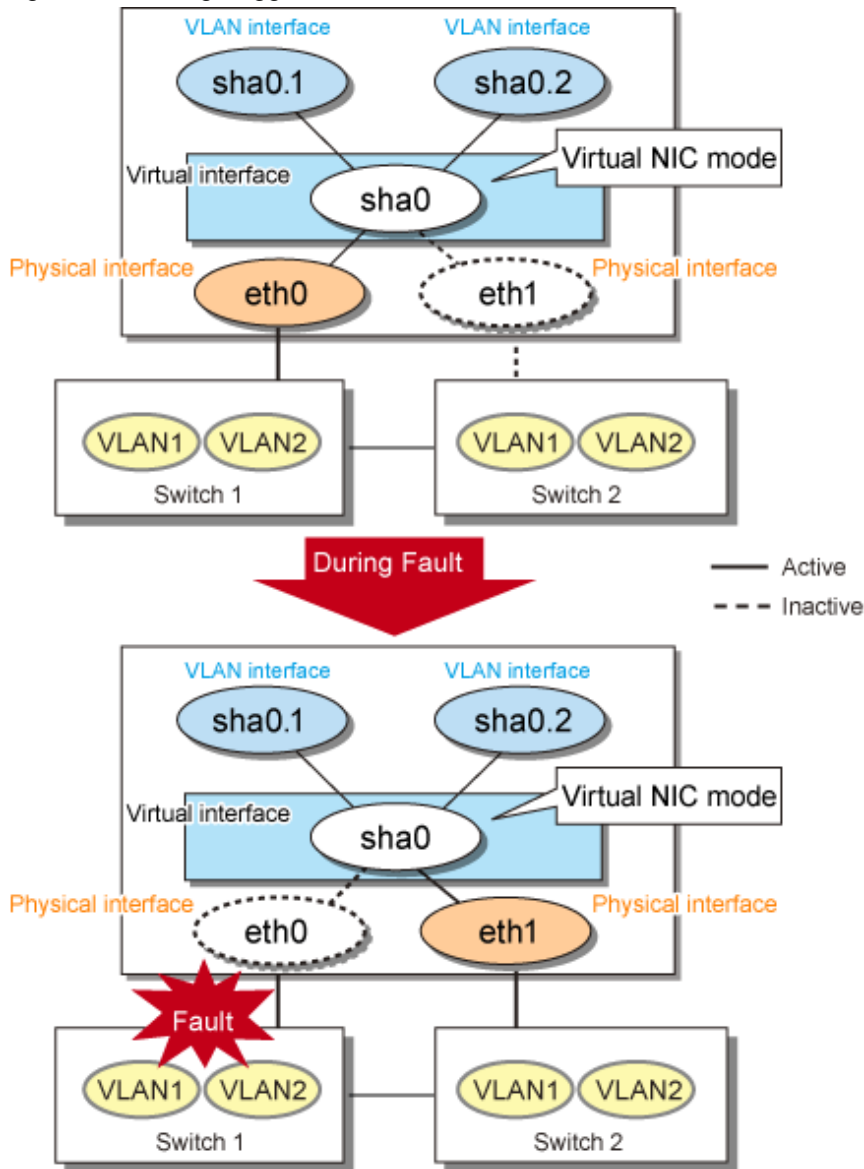 VLAN interface VLAN interface
sha0.1 sha0.2
Virtual interface
Virtual NIC mode
sha0
Physical interface
eth0
eth1
Physical interface
VLAN1 VLAN2
Switch 1
VLAN1 VLAN2
Switch 2
During Fault
Active
Inactive
VLAN interface VLAN interface
sha0.1 sha0.2
Virtual interface
Virtual NIC mode
sha0
Physical interface
eth0
eth1
Physical interface
Fault
VLAN1 VLAN2
Switch 1
VLAN1 VLAN2
Switch 2